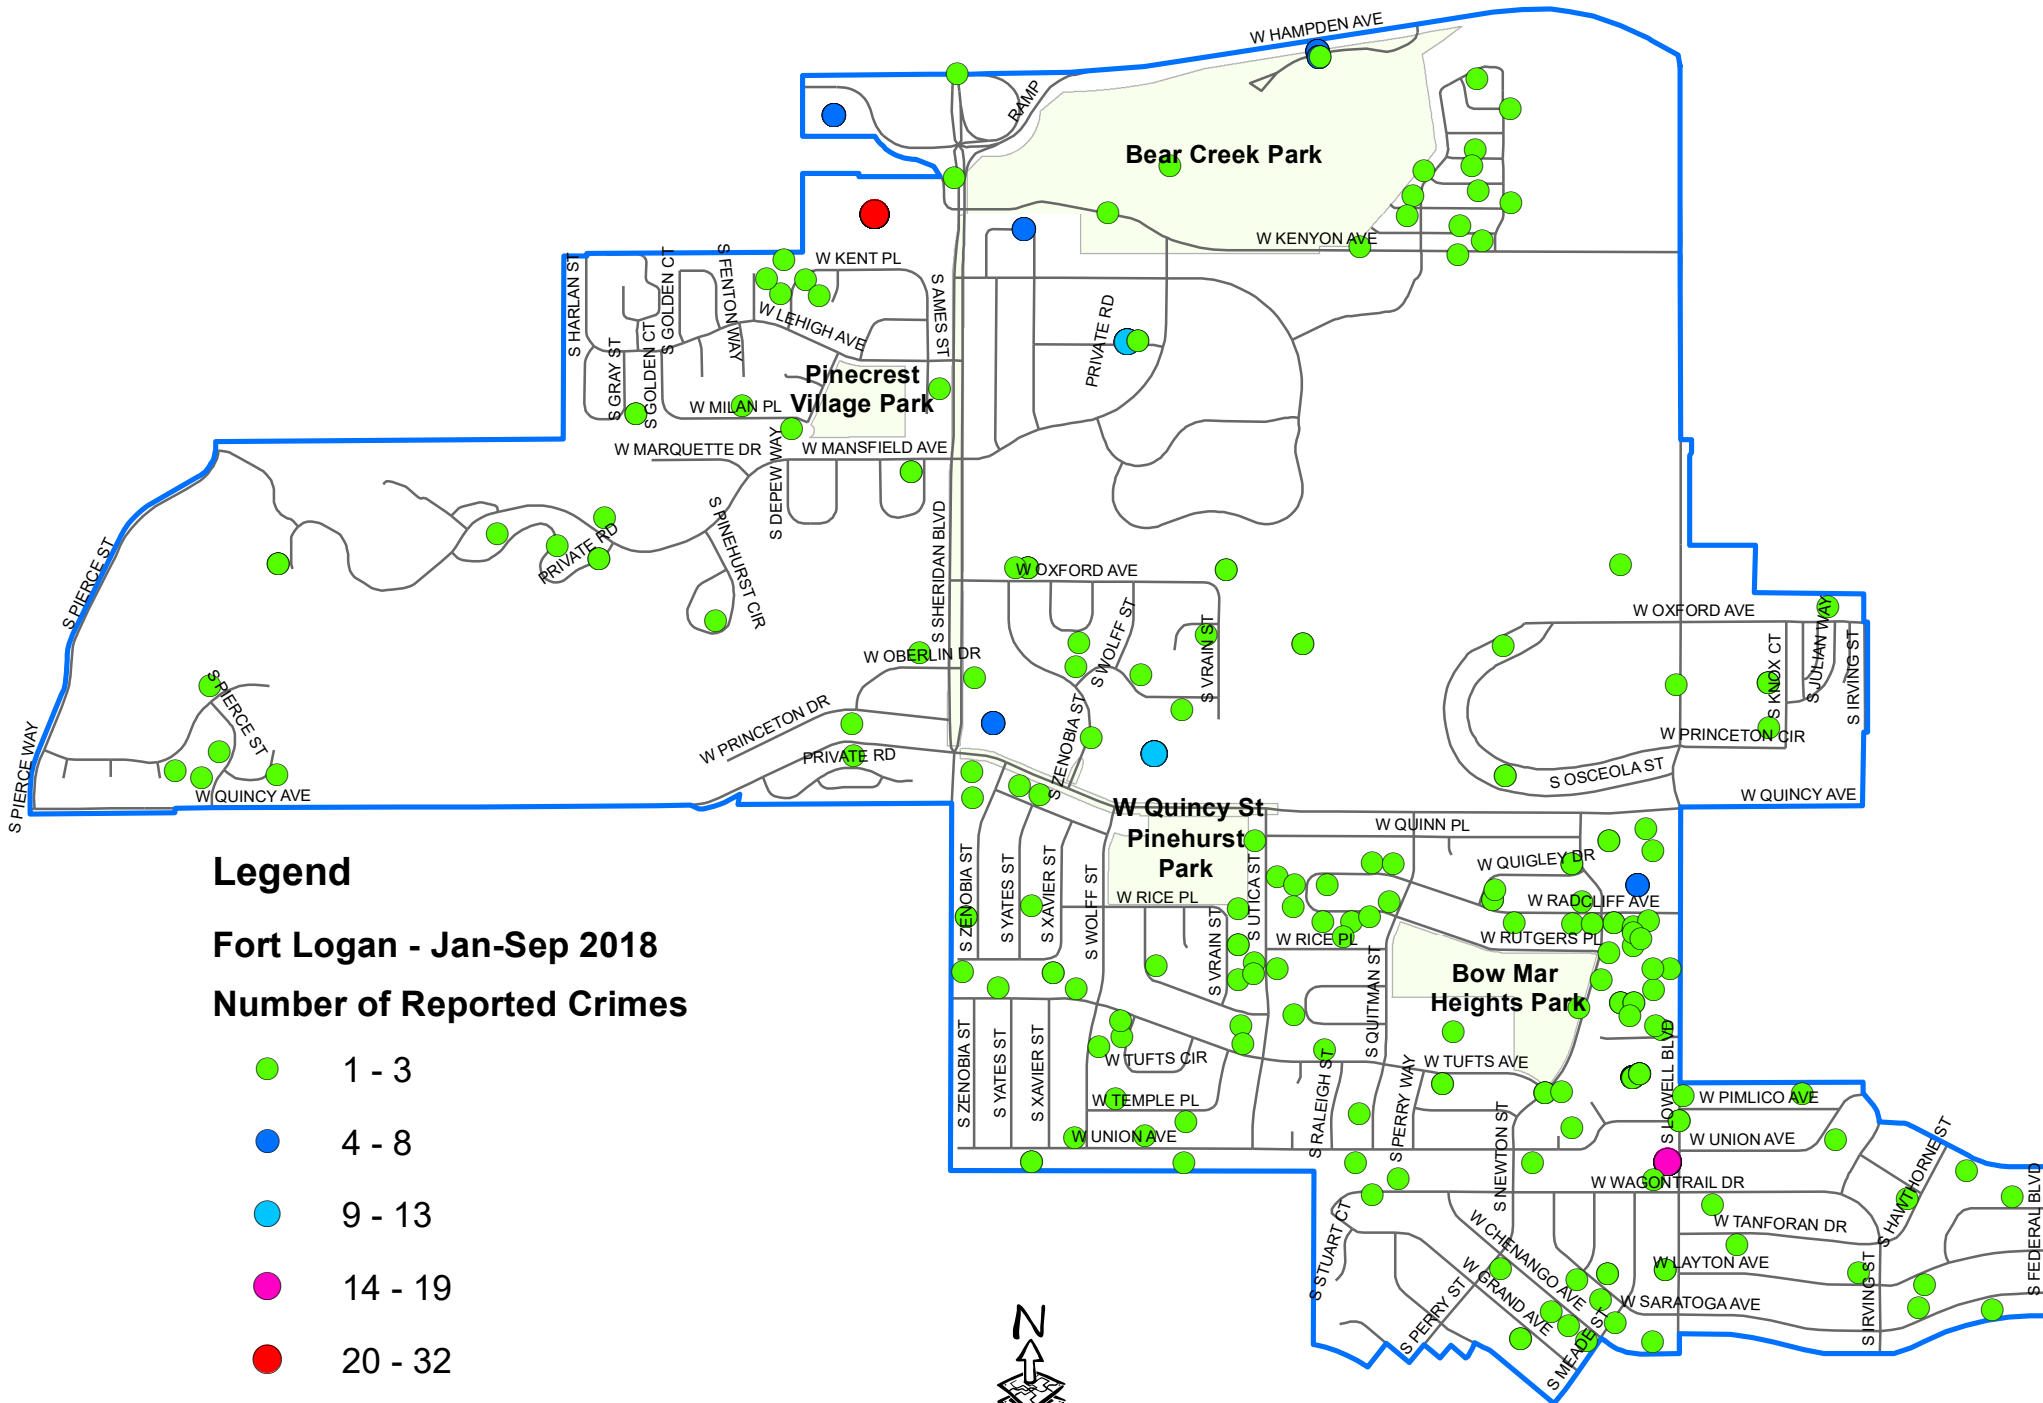 W HAMPDEN AVE
RAMP
Bear Creek Park
W KENYON AVE
W KENT PL
S HARLAN ST
S GOLDEN CT
S FENTON WAY
W LEHIGH AVE
S AMES ST
PRIVATE RD
S GRAY ST
S GOLDEN CT
Pinecrest
Village Park
W MILAN PL
W MARQUETTE DR
W MANSFIELD AVE
S DEPEW WAY
S PINEHURST CIR
PRIVATE RD
S SHERIDAN BLVD
S PIERCE ST
W OXFORD AVE
S WOLFF ST
S VRAIN ST
W OXFORD AVE
S KNOX CT
S JULIAN WAY
S IRVING ST
W OBERLIN DR
S PIERCE ST
S PIERCE WAY
W PRINCETON DR
PRIVATE RD
S ZENOBIA ST
W PRINCETON CIR
S OSCEOLA ST
W QUINCY AVE
W QUINCY AVE
W Quincy St
Pinehurst
Park
W QUINN PL
W QUIGLEY DR
W RADCLIFF AVE
W RUTGERS PL
W RICE PL
W RICE PL
S ZENOBIA ST
S YATES ST
S XAVIER ST
S WOLFF ST
S VRAIN ST
S UTICA ST
S QUITMAN ST
Bow Mar
Heights Park
Legend
Fort Logan - Jan-Sep 2018
Number of Reported Crimes
1 - 3
4 - 8
9 - 13
14 - 19
20 - 32
S ZENOBIA ST
S YATES ST
S XAVIER ST
W TUFTS CIR
W TEMPLE PL
W UNION AVE
S RALEIGH ST
S PERRY WAY
W TUFTS AVE
S NEWTON ST
S LOWELL BLVD
W PIMLICO AVE
W UNION AVE
W WAGONTRAIL DR
W TANFORAN DR
W LAYTON AVE
W SARATOGA AVE
S HAWTHORNE ST
S FEDERAL BLVD
S IRVING ST
S STUART CT
W CHENANGO AVE
W GRAND AVE
S PERRY ST
S MEADE ST
N